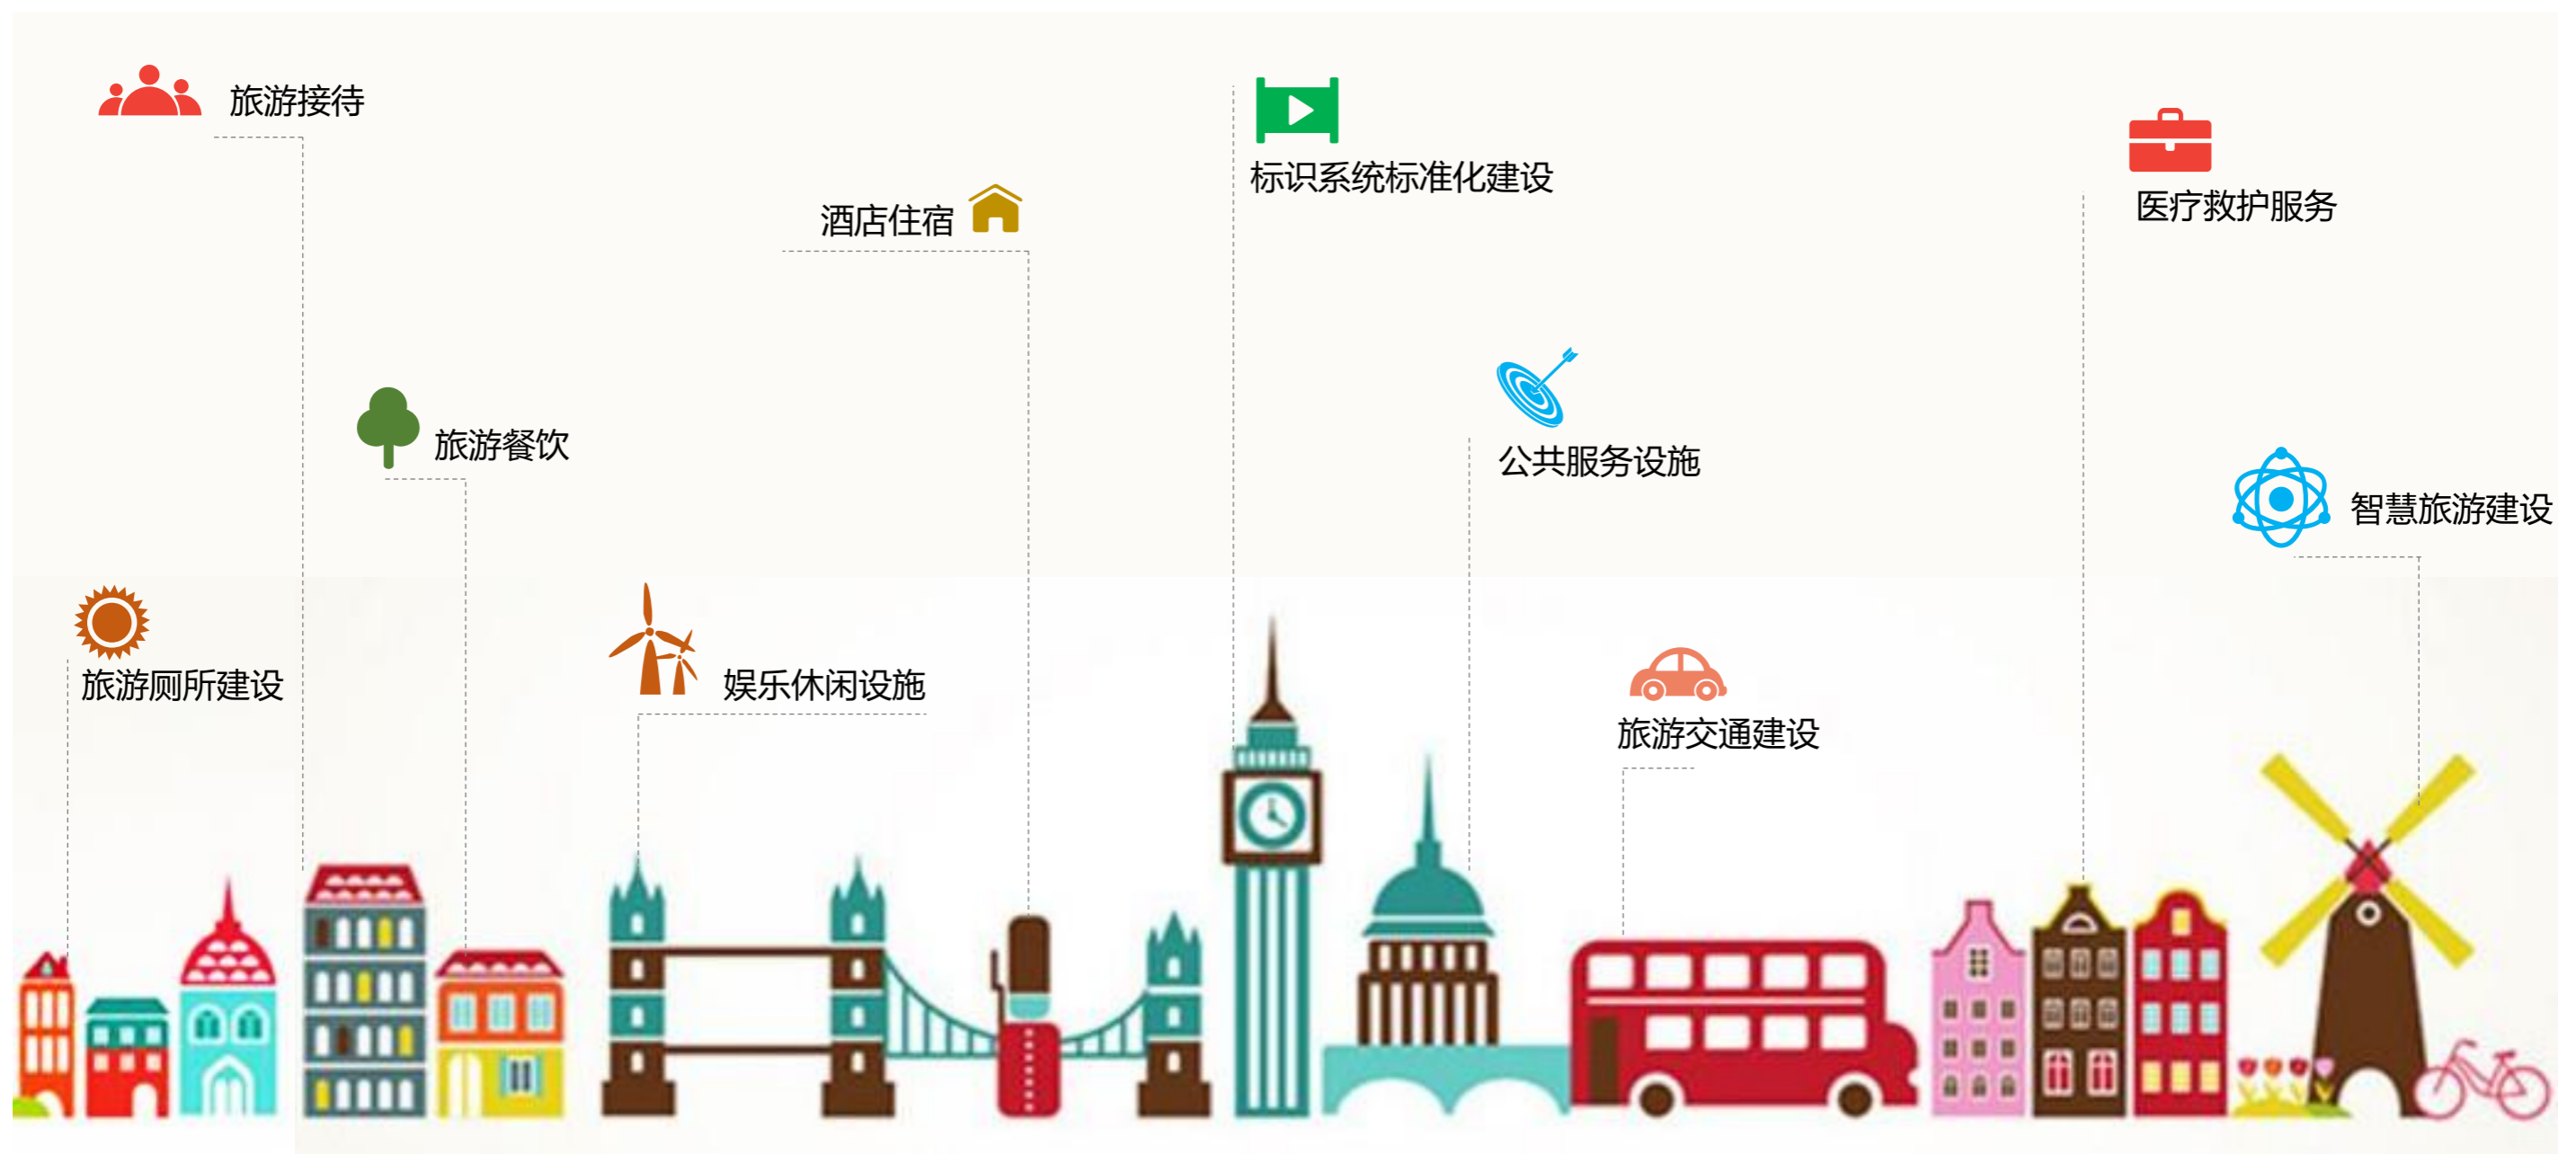 旅游接待
标识系统标准化建设
医疗救护服务
酒店住宿
旅游餐饮
公共服务设施
智慧旅游建设
旅游厕所建设
娱乐休闲设施
旅游交通建设